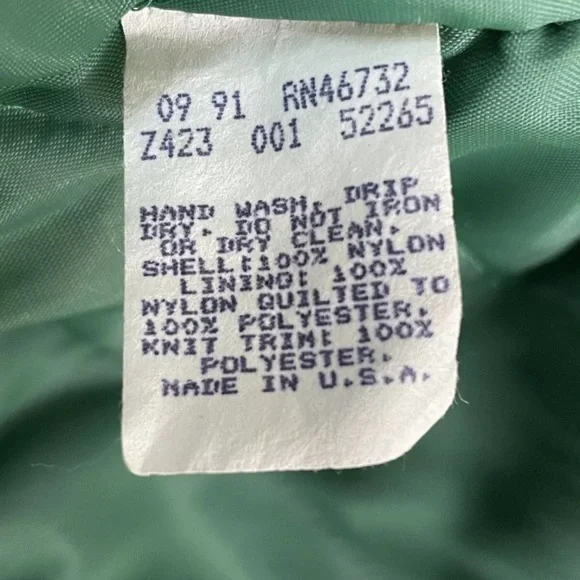 09 91 RN46732
Z423 001 52265
HAND WASH, DRIP
DRY. DO NOT IRON
OR DRY CLEAN.
SHELL:100% NYLON
LINING: 100%
NYLON QUILTED TO
100% POLYESTER.
KNIT TRIM: 100%
POLYESTER.
MADE IN U.S.A.